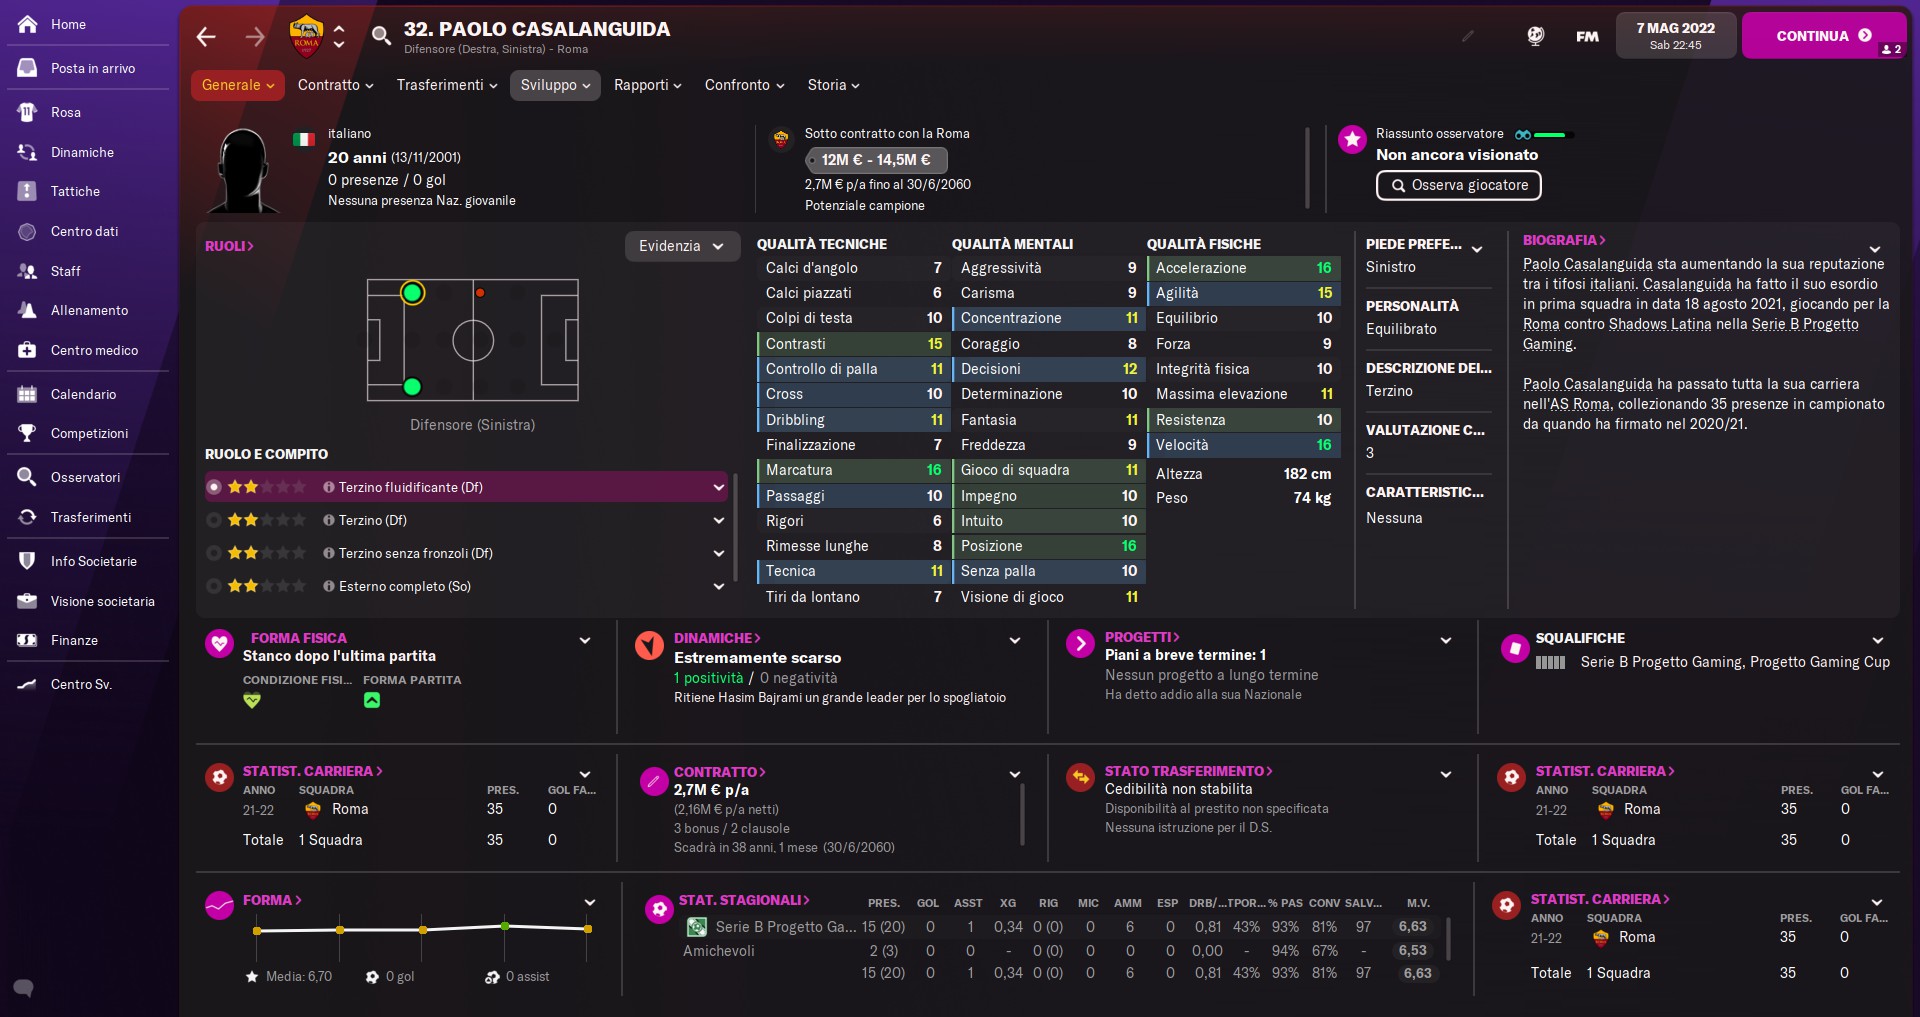 Home
Posta in arrivo
Rosa
Dinamiche
Tattiche
Centro dati
Staff
Allenamento
Centro medico
Calendario
Competizioni
Osservatori
Trasferimenti
Info Societarie
Visione societaria
Finanze
Centro Sv.
32. PAOLO CASALANGUIDA
Difensore (Destra, Sinistra) - Roma
FM
7 MAG 2022
Sab 22:45
CONTINUA
2
Generale Contratto Trasferimenti Sviluppo Rapporti Confronto Storia
italiano
20 anni (13/11/2001)
0 presenze / 0 gol
Nessuna presenza Naz. giovanile
Sotto contratto con la Roma
12M € - 14,5M €
2,7M € p/a fino al 30/6/2060
Potenziale campione
Riassunto osservatore
Non ancora visionato
Osserva giocatore
RUOLI
Evidenzia
Difensore (Sinistra)
RUOLO E COMPITO
Terzino fluidificante (Df)
Terzino (Df)
Terzino senza fronzoli (Df)
Esterno completo (So)
QUALITÀ TECNICHE
Calci d'angolo 7
Calci piazzati 6
Colpi di testa 10
Contrasti 15
Controllo di palla 11
Cross 10
Dribbling 11
Finalizzazione 7
Marcatura 16
Passaggi 10
Rigori 6
Rimesse lunghe 8
Tecnica 11
Tiri da lontano 7
QUALITÀ MENTALI
Aggressività 9
Carisma 9
Concentrazione 11
Coraggio 8
Decisioni 12
Determinazione 10
Fantasia 11
Freddezza 9
Gioco di squadra 11
Impegno 10
Intuito 10
Posizione 16
Senza palla 10
Visione di gioco 11
QUALITÀ FISICHE
Accelerazione 16
Agilità 15
Equilibrio 10
Forza 9
Integrità fisica 10
Massima elevazione 11
Resistenza 10
Velocità 16
Altezza 182 cm
Peso 74 kg
PIEDE PREFE...
Sinistro
PERSONALITÀ
Equilibrato
DESCRIZIONE DEI...
Terzino
VALUTAZIONE C...
3
CARATTERISTIC...
Nessuna
BIOGRAFIA
Paolo Casalanguida sta aumentando la sua reputazione
tra i tifosi italiani. Casalanguida ha fatto il suo esordio
in prima squadra in data 18 agosto 2021, giocando per la
Roma contro Shadows Latina nella Serie B Progetto
Gaming.
Paolo Casalanguida ha passato tutta la sua carriera
nell'AS Roma, collezionando 35 presenze in campionato
da quando ha firmato nel 2020/21.
FORMA FISICA
Stanco dopo l'ultima partita
CONDIZIONE FISI... FORMA PARTITA
DINAMICHE
Estremamente scarso
1 positività / 0 negatività
Ritiene Hasim Bajrami un grande leader per lo spogliatoio
PROGETTI
Piani a breve termine: 1
Nessun progetto a lungo termine
Ha detto addio alla sua Nazionale
SQUALIFICHE
Serie B Progetto Gaming, Progetto Gaming Cup
STATIST. CARRIERA
ANNO SQUADRA PRES. GOL FA...
21-22 Roma 35 0
Totale 1 Squadra 35 0
CONTRATTO
2,7M € p/a
(2,16M € p/a netti)
3 bonus / 2 clausole
Scadrà in 38 anni, 1 mese (30/6/2060)
STATO TRASFERIMENTO
Cedibilità non stabilita
Disponibilità al prestito non specificata
Nessuna istruzione per il D.S.
STATIST. CARRIERA
ANNO SQUADRA PRES. GOL FA...
21-22 Roma 35 0
Totale 1 Squadra 35 0
FORMA
Media: 6,70 0 gol 0 assist
STAT. STAGIONALI PRES. GOL ASST XG RIG MIC AMM ESP DRB/... TPOR... % PAS CONV SALV... M.V.
Serie B Progetto Ga... 15 (20) 0 1 0,34 0 (0) 0 6 0 0,81 43% 93% 81% 97 6,63
Amichevoli 2 (3) 0 0 - 0 (0) 0 0 0 0,00 - 94% 67% - 6,53
15 (20) 0 1 0,34 0 (0) 0 6 0 0,81 43% 93% 81% 97 6,63
STATIST. CARRIERA
ANNO SQUADRA PRES. GOL FA...
21-22 Roma 35 0
Totale 1 Squadra 35 0